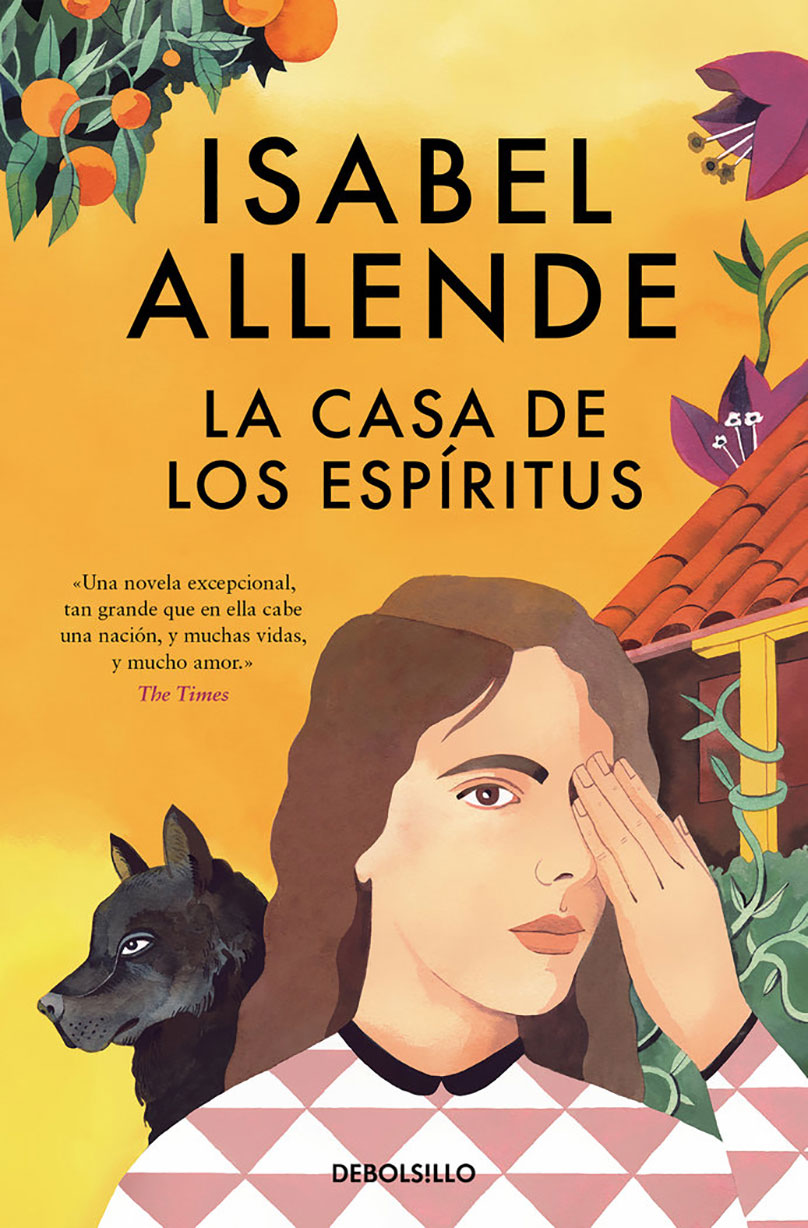 ISABEL
ALLENDE
LA CASA DE
LOS ESPÍRITUS
«Una novela excepcional,
tan grande que en ella cabe
una nación, y muchas vidas,
y mucho amor.»
The Times
DEBOLS!LLO